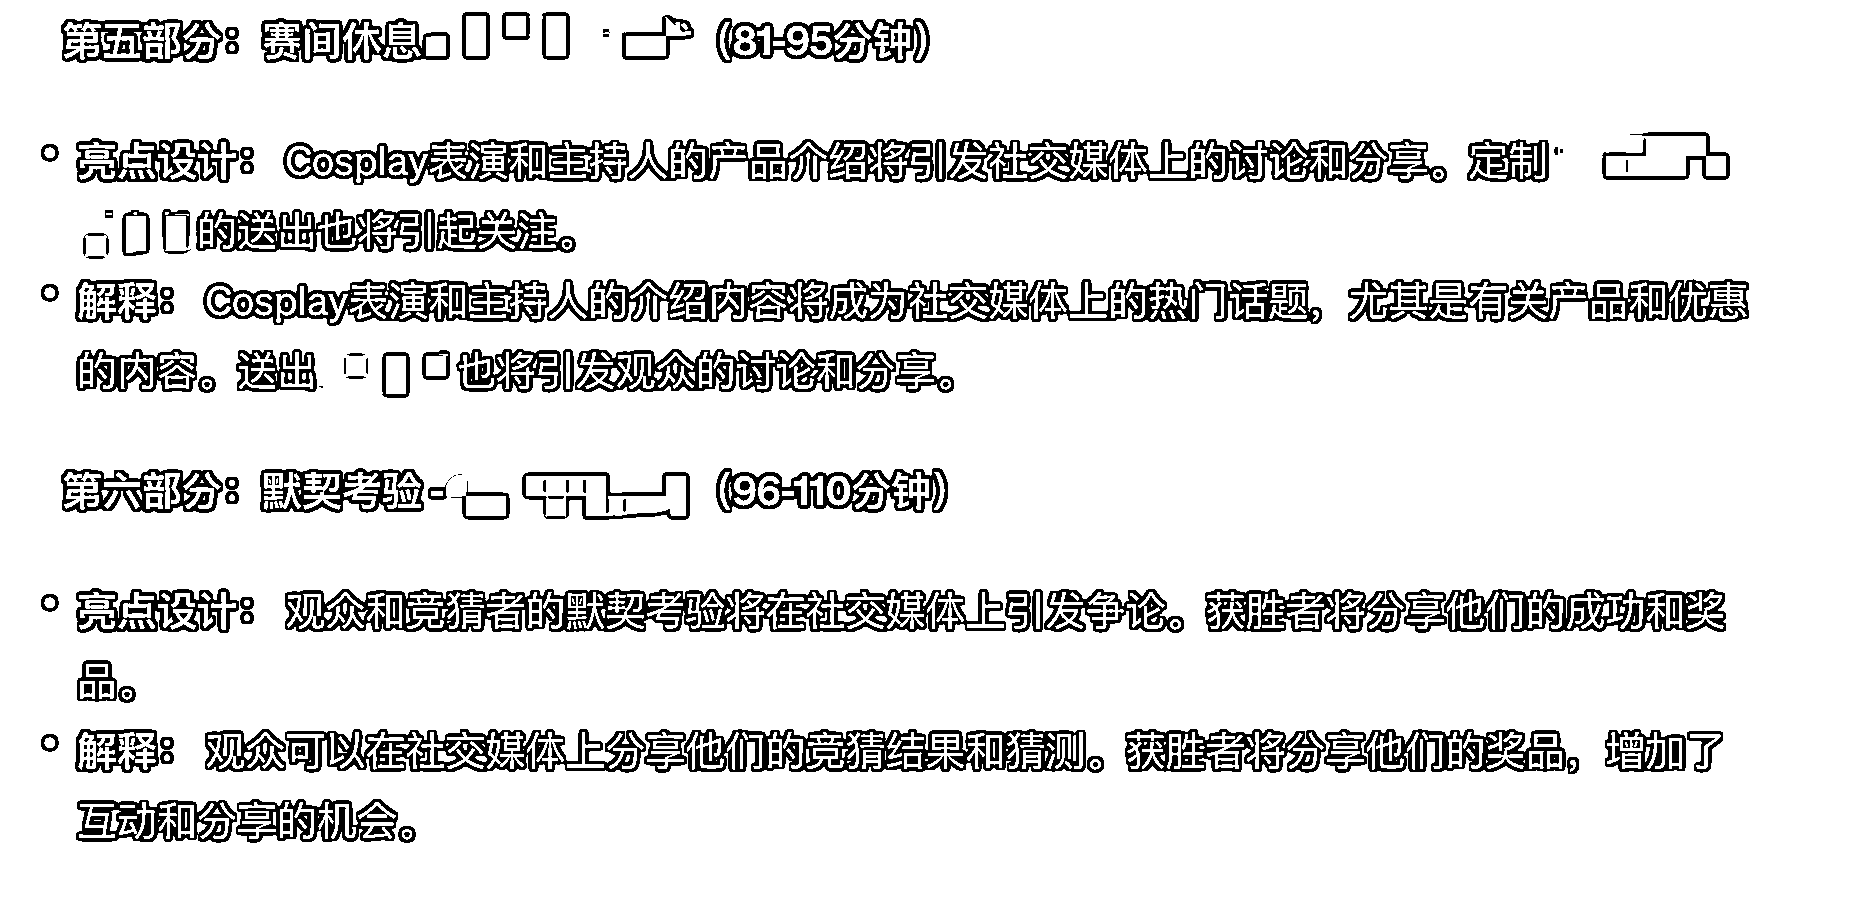 第五部分：赛间休息（81-95分钟）
亮点设计： Cosplay表演和主持人的产品介绍将引发社交媒体上的讨论和分享。定制
的送出也将引起关注。
解释： Cosplay表演和主持人的介绍内容将成为社交媒体上的热门话题，尤其是有关产品和优惠
的内容。送出 也将引发观众的讨论和分享。
第六部分：默契考验-（96-110分钟）
亮点设计： 观众和竞猜者的默契考验将在社交媒体上引发争论。获胜者将分享他们的成功和奖
品。
解释： 观众可以在社交媒体上分享他们的竞猜结果和猜测。获胜者将分享他们的奖品，增加了
互动和分享的机会。